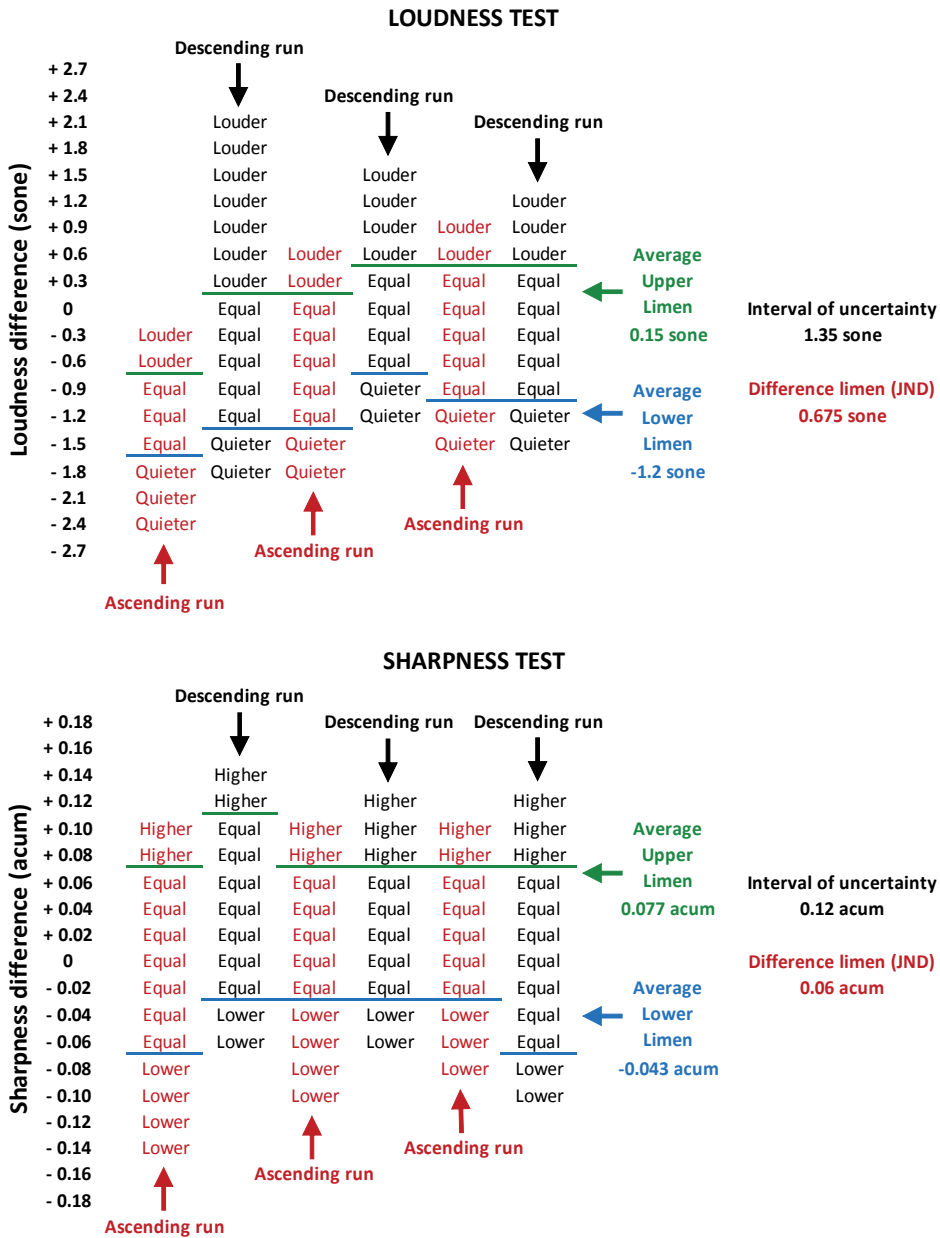 LOUDNESS TEST
Descending run
+ 2.7
+ 2.4 Descending run
+ 2.1 Louder Descending run
+ 1.8 Louder
+ 1.5 Louder Louder
+ 1.2 Louder Louder Louder
+ 0.9 Louder Louder Louder Louder
+ 0.6 Louder Louder Louder Louder Louder Average
+ 0.3 Louder Louder Equal Equal Equal Upper
0 Equal Equal Equal Equal Equal Limen Interval of uncertainty
- 0.3 Louder Equal Equal Equal Equal Equal 0.15 sone 1.35 sone
- 0.6 Louder Equal Equal Equal Equal Equal
- 0.9 Equal Equal Equal Quieter Equal Equal Average Difference limen (JND)
- 1.2 Equal Equal Equal Quieter Quieter Quieter Lower 0.675 sone
- 1.5 Equal Quieter Quieter Quieter Quieter Limen
- 1.8 Quieter Quieter Quieter -1.2 sone
- 2.1 Quieter
- 2.4 Quieter Ascending run
- 2.7 Ascending run
Ascending run
Loudness difference (sone)
SHARPNESS TEST
Descending run
+ 0.18 Descending run Descending run
+ 0.16
+ 0.14 Higher
+ 0.12 Higher Higher Higher
+ 0.10 Higher Equal Higher Higher Higher Higher Average
+ 0.08 Higher Equal Higher Higher Higher Higher Upper
+ 0.06 Equal Equal Equal Equal Equal Equal Limen Interval of uncertainty
+ 0.04 Equal Equal Equal Equal Equal Equal 0.077 acum 0.12 acum
+ 0.02 Equal Equal Equal Equal Equal Equal
0 Equal Equal Equal Equal Equal Equal Difference limen (JND)
- 0.02 Equal Equal Equal Equal Equal Equal Average 0.06 acum
- 0.04 Equal Lower Lower Lower Lower Equal Lower
- 0.06 Equal Lower Lower Lower Lower Equal Limen
- 0.08 Lower Lower Lower Lower -0.043 acum
- 0.10 Lower Lower Lower
- 0.12 Lower
- 0.14 Lower Ascending run
- 0.16 Ascending run
- 0.18
Ascending run
Sharpness difference (acum)